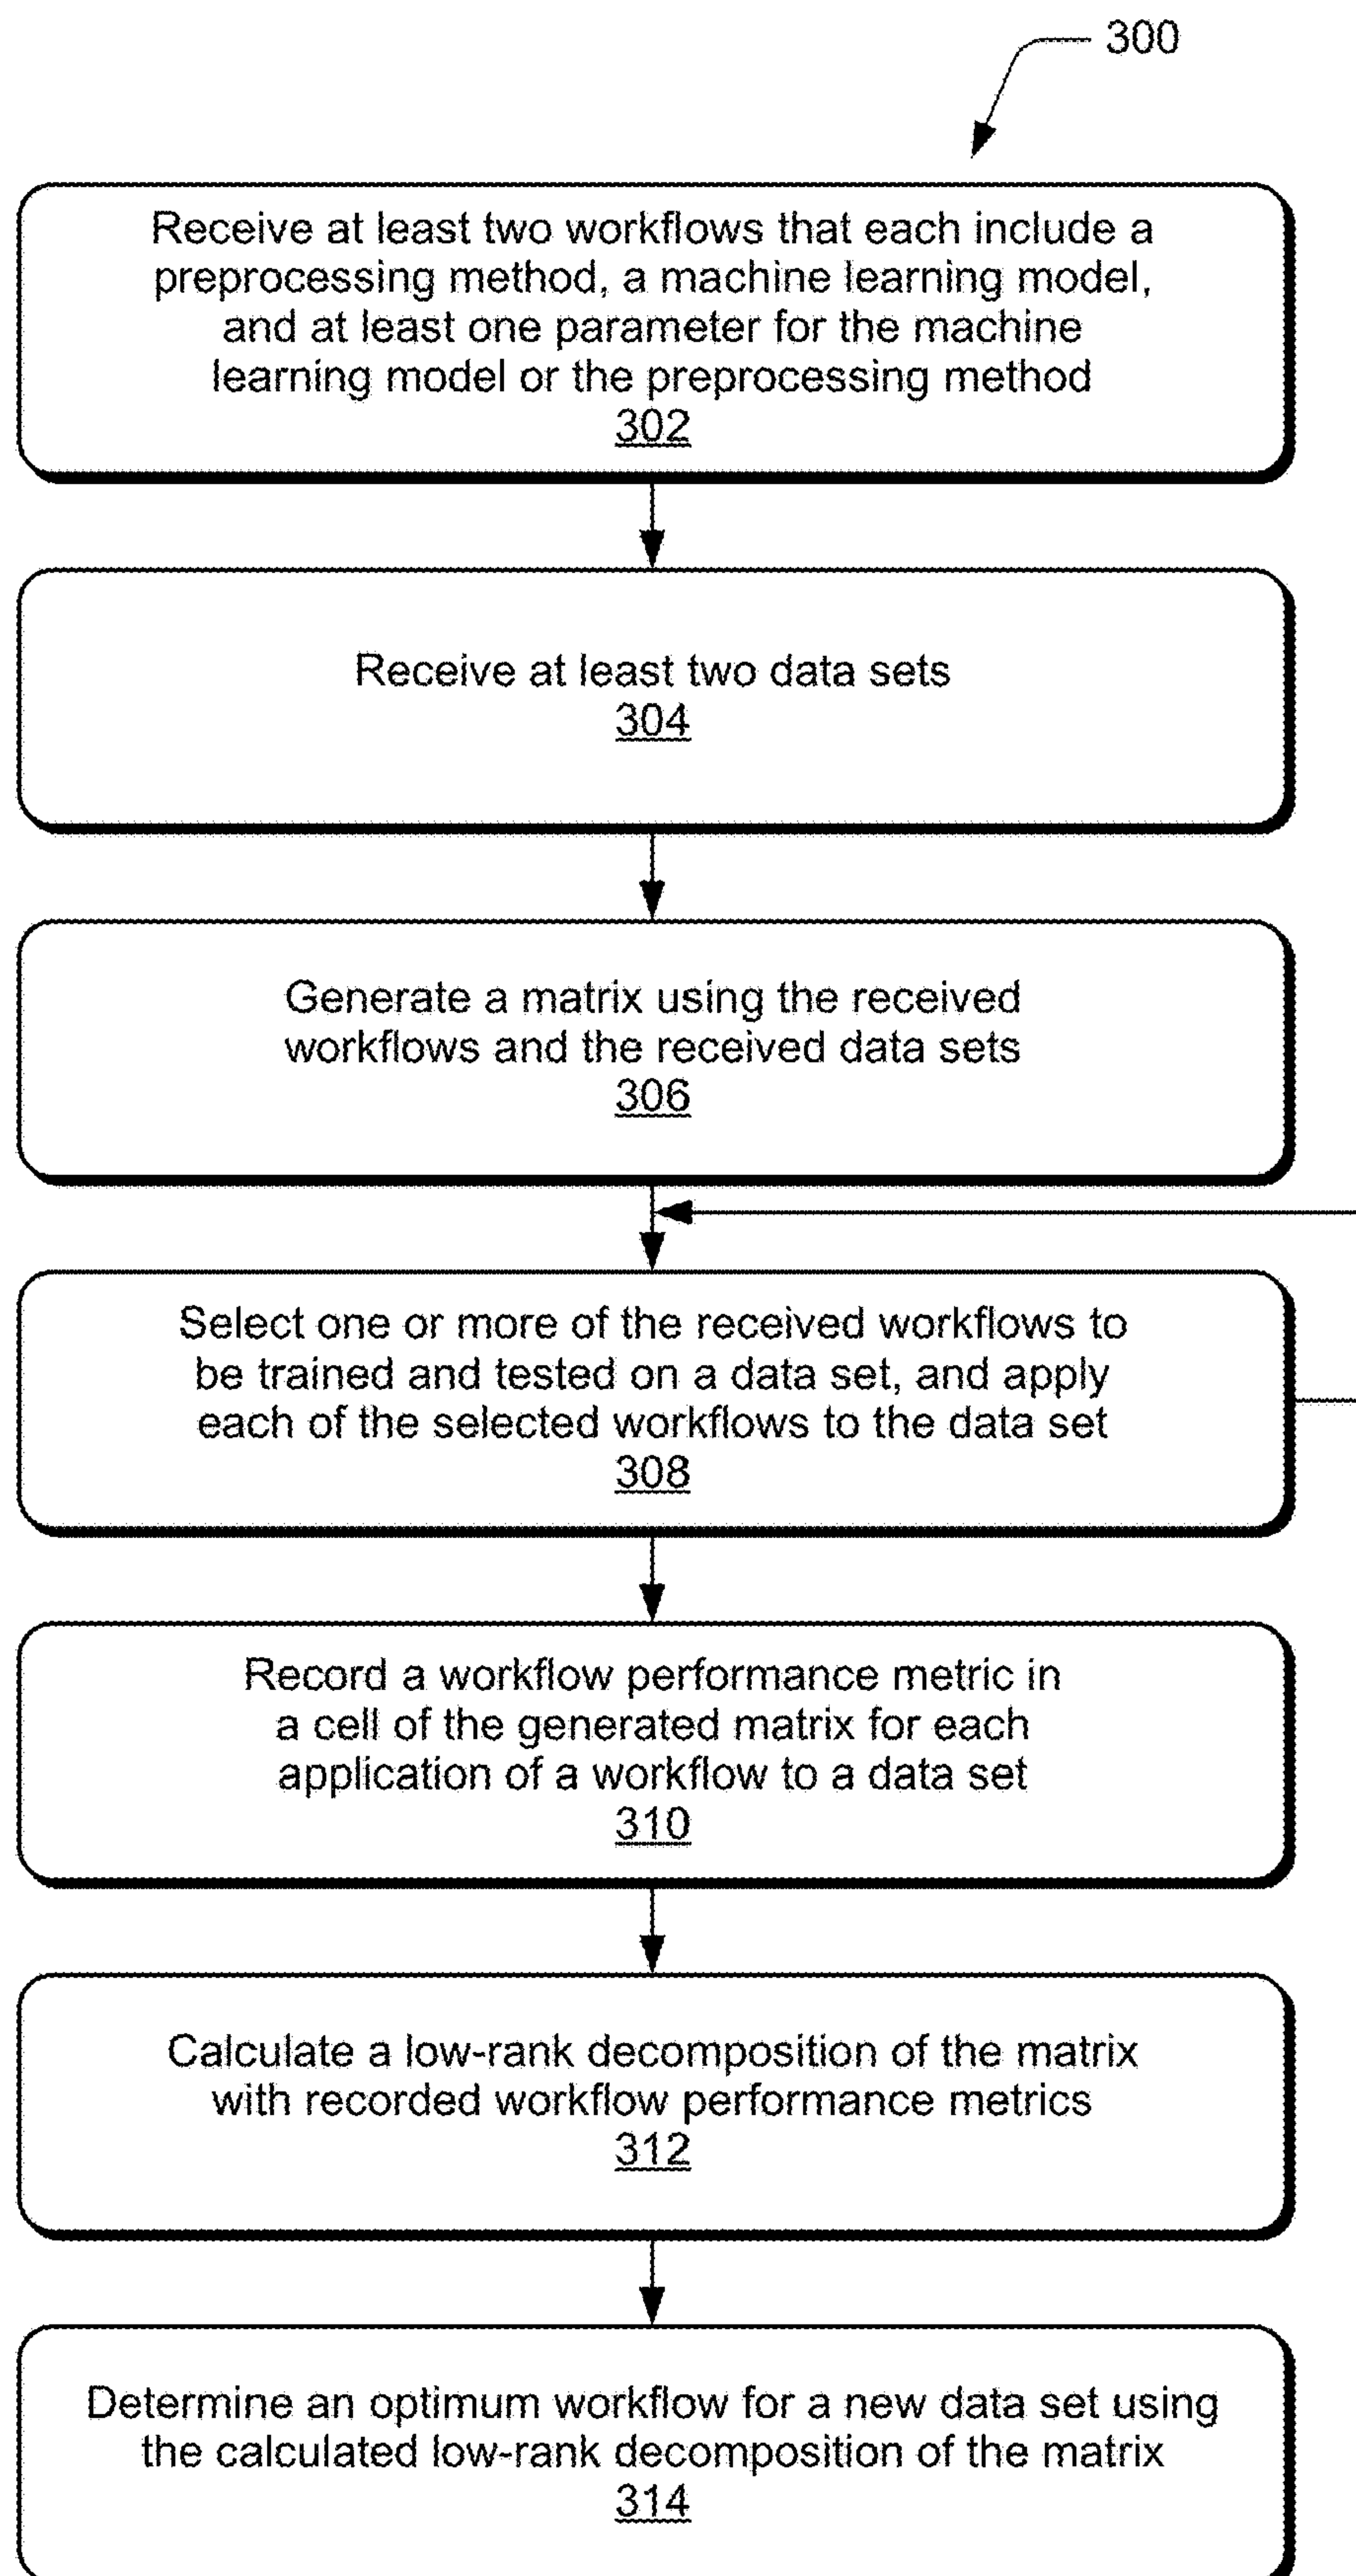 300
Receive at least two workflows that each include a
preprocessing method, a machine learning model,
and at least one parameter for the machine
learning model or the preprocessing method
302
Receive at least two data sets
304
Generate a matrix using the received
workflows and the received data sets
306
Select one or more of the received workflows to
be trained and tested on a data set, and apply
each of the selected workflows to the data set
308
Record a workflow performance metric in
a cell of the generated matrix for each
application of a workflow to a data set
310
Calculate a low-rank decomposition of the matrix
with recorded workflow performance metrics
312
Determine an optimum workflow for a new data set using
the calculated low-rank decomposition of the matrix
314